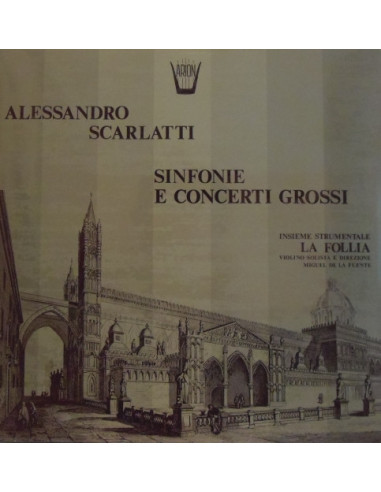 ARION
ALESSANDRO
SCARLATTI
SINFONIE
E CONCERTI GROSSI
INSIEME STRUMENTALE
LA FOLLIA
VIOLINO SOLISTA E DIREZIONE
MIGUEL DE LA FUENTE